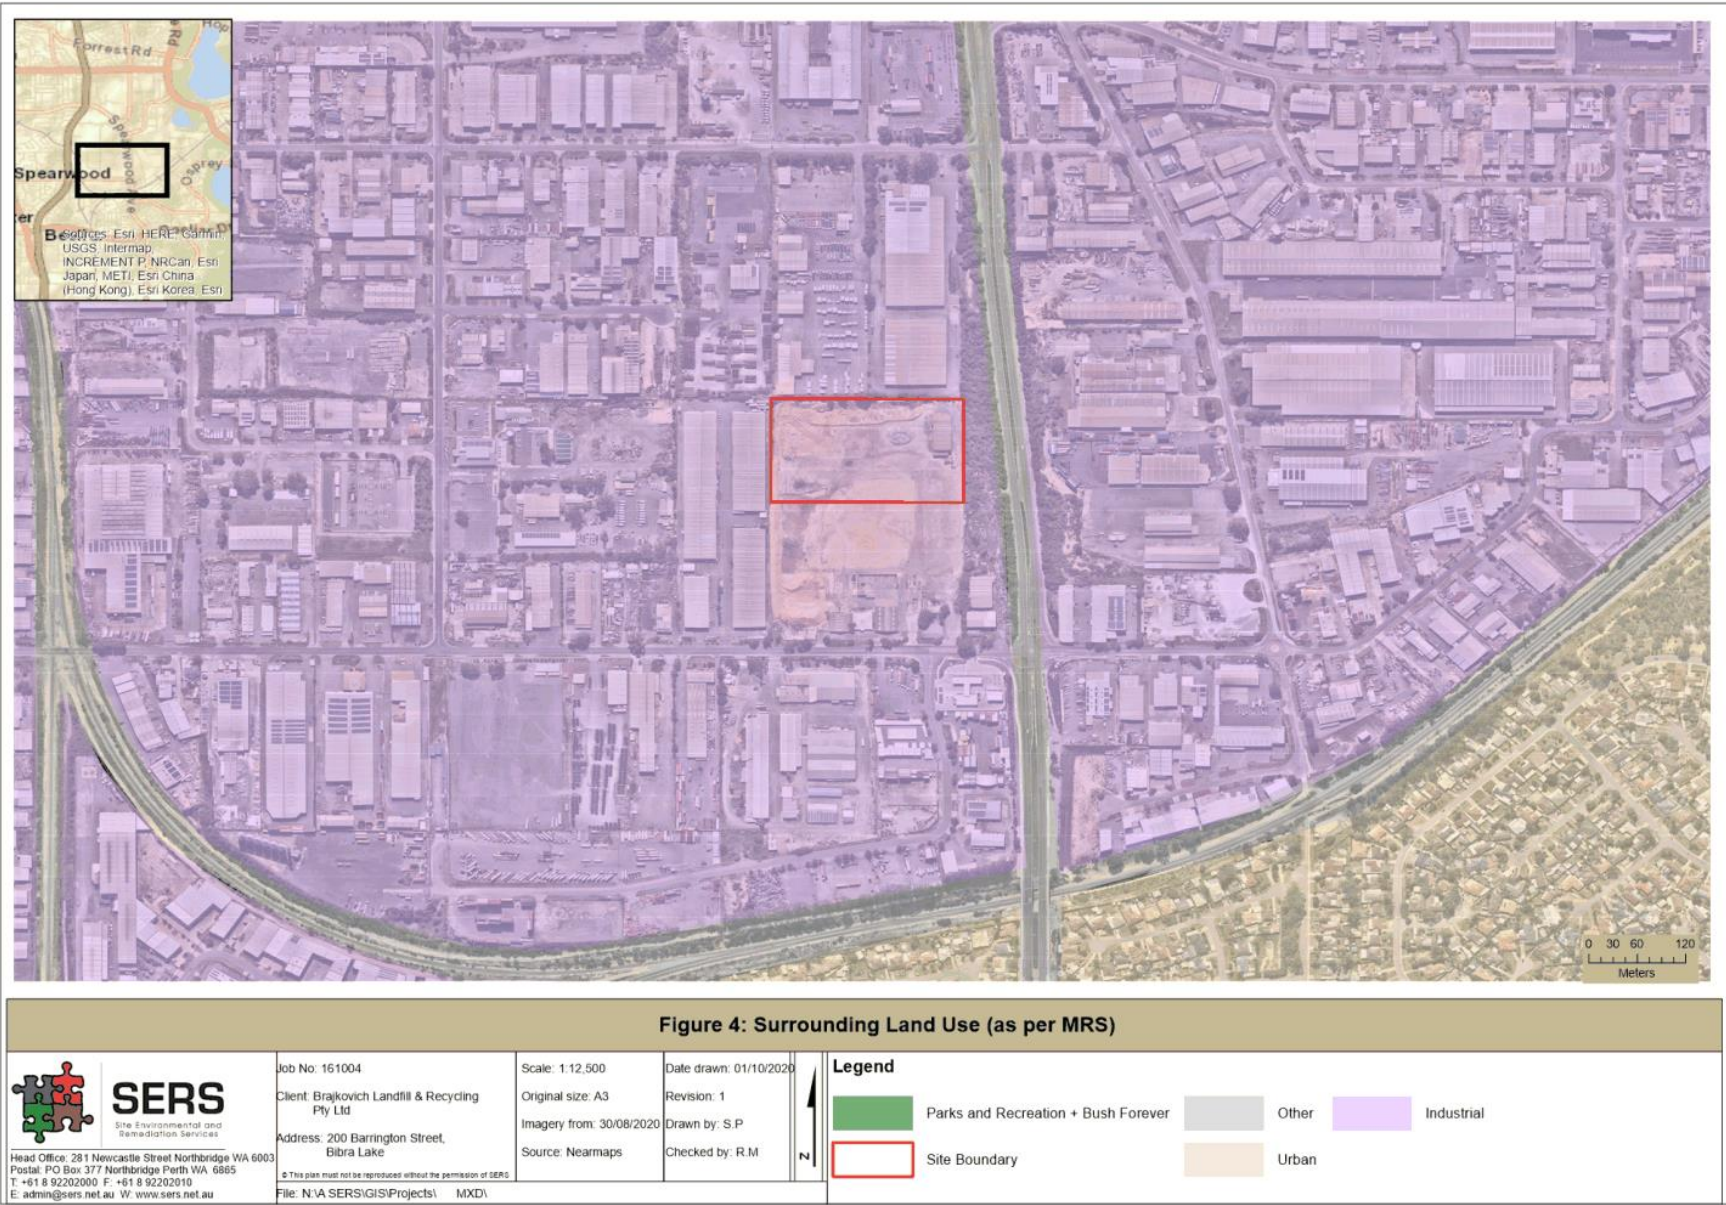 Hop
Forrest Rd
Rd
Spearwood Ave
Osprey
Spearwood
er
Be
Sources: Esri, HERE, Garmin,
USGS, Intermap,
INCREMENT P, NRCan, Esri
Japan, METI, Esri China
(Hong Kong), Esri Korea, Esri
0 30 60 120
Meters
Figure 4: Surrounding Land Use (as per MRS)
SERS
Site Environmental and
Remediation Services
Head Office: 281 Newcastle Street Northbridge WA 6003
Postal: PO Box 377 Northbridge Perth WA 6865
T: +61 8 92202000 F: +61 8 92202010
E: admin@sers.net.au W: www.sers.net.au
Job No: 161004
Client: Brajkovich Landfill & Recycling
Pty Ltd
Address: 200 Barrington Street,
Bibra Lake
© This plan must not be reproduced without the permission of SERS
File: N:\A SERS\GIS\Projects\ MXD\
Scale: 1:12,500
Original size: A3
Imagery from: 30/08/2020
Source: Nearmaps
Date drawn: 01/10/2020
Revision: 1
Drawn by: S.P
Checked by: R.M
N
Legend
Parks and Recreation + Bush Forever
Other
Industrial
Site Boundary
Urban